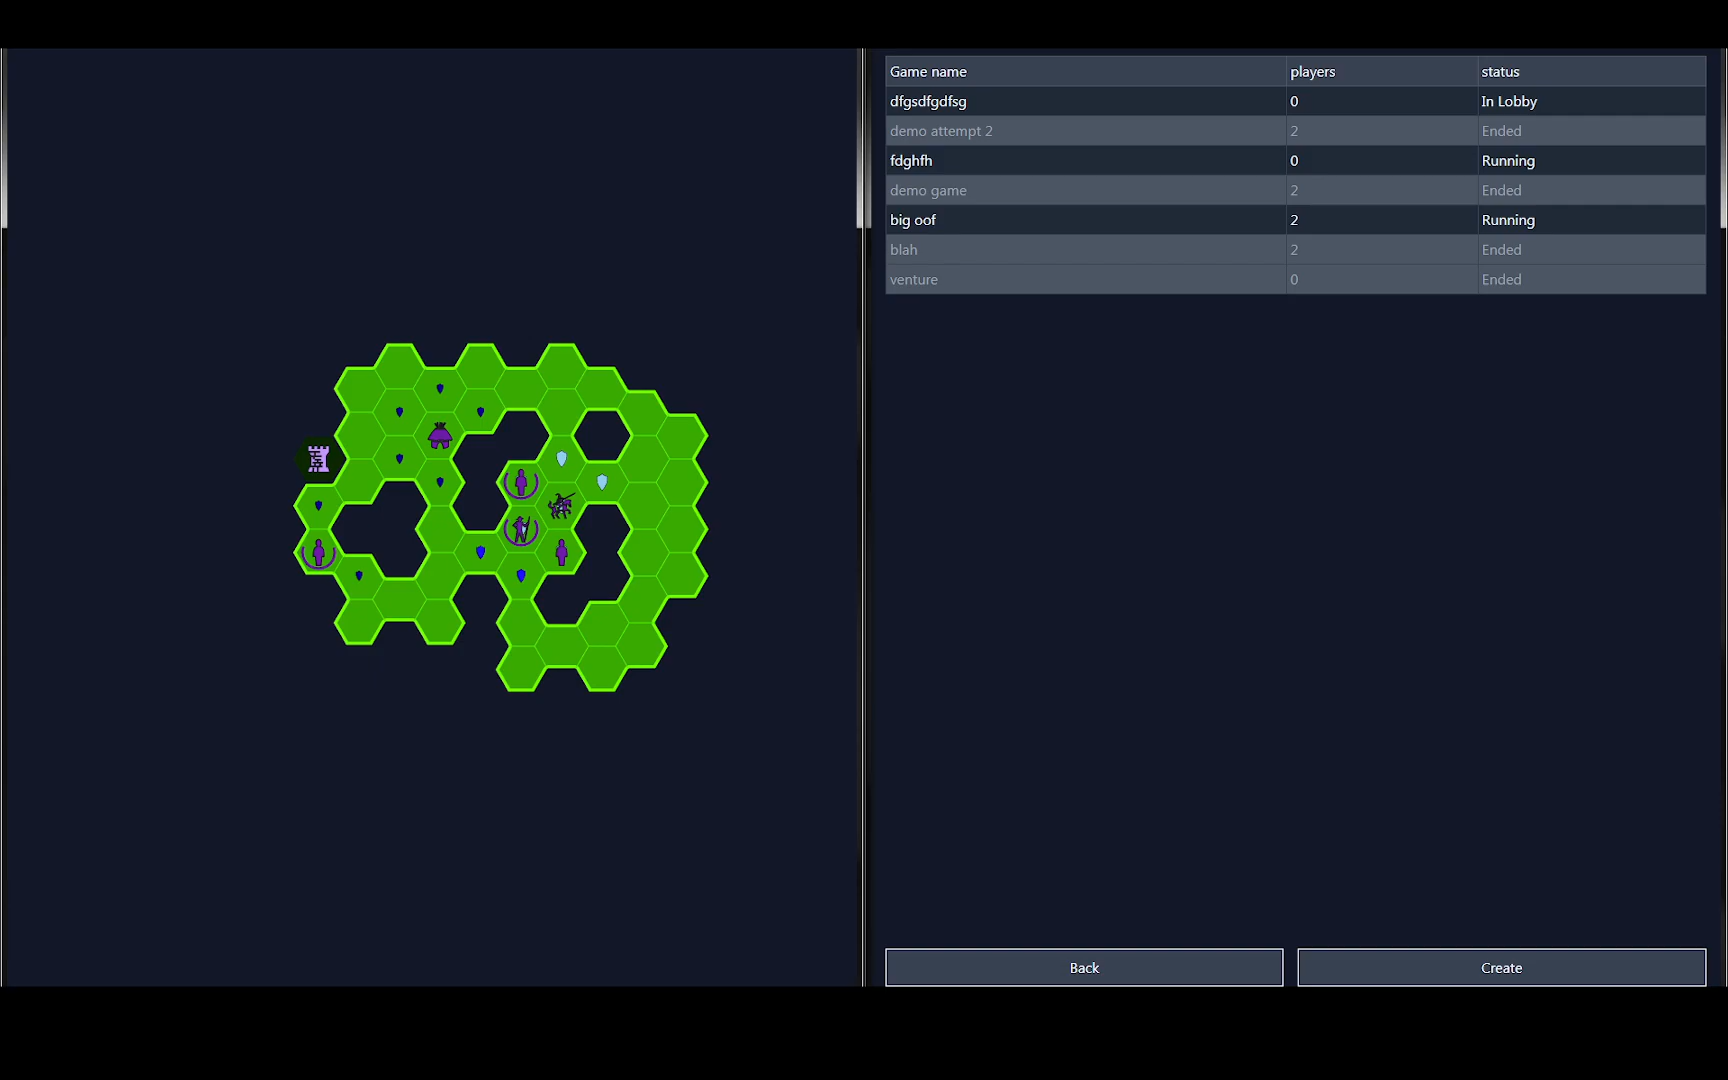 Game name players status
dfgsdfgdfsg 0 In Lobby
demo attempt 2 2 Ended
fdghfh 0 Running
demo game 2 Ended
big oof 2 Running
blah 2 Ended
venture 0 Ended
Back Create